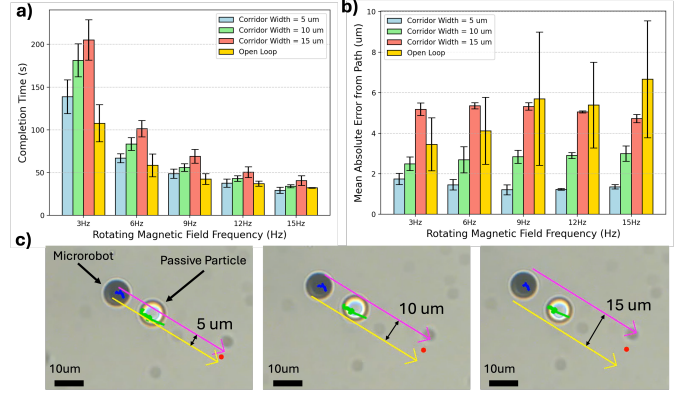 a)
Completion Time (s)
200
150
100
50
0
Corridor Width = 5 um
Corridor Width = 10 um
Corridor Width = 15 um
Open Loop
3Hz 6Hz 9Hz 12Hz 15Hz
Rotating Magnetic Field Frequency (Hz)
b)
Mean Absolute Error from Path (um)
10
8
6
4
2
0
Corridor Width = 5 um
Corridor Width = 10 um
Corridor Width = 15 um
Open Loop
3Hz 6Hz 9Hz 12Hz 15Hz
Rotating Magnetic Field Frequency (Hz)
c)
Microrobot
Passive Particle
5 um
10um
10 um
10um
15 um
10um